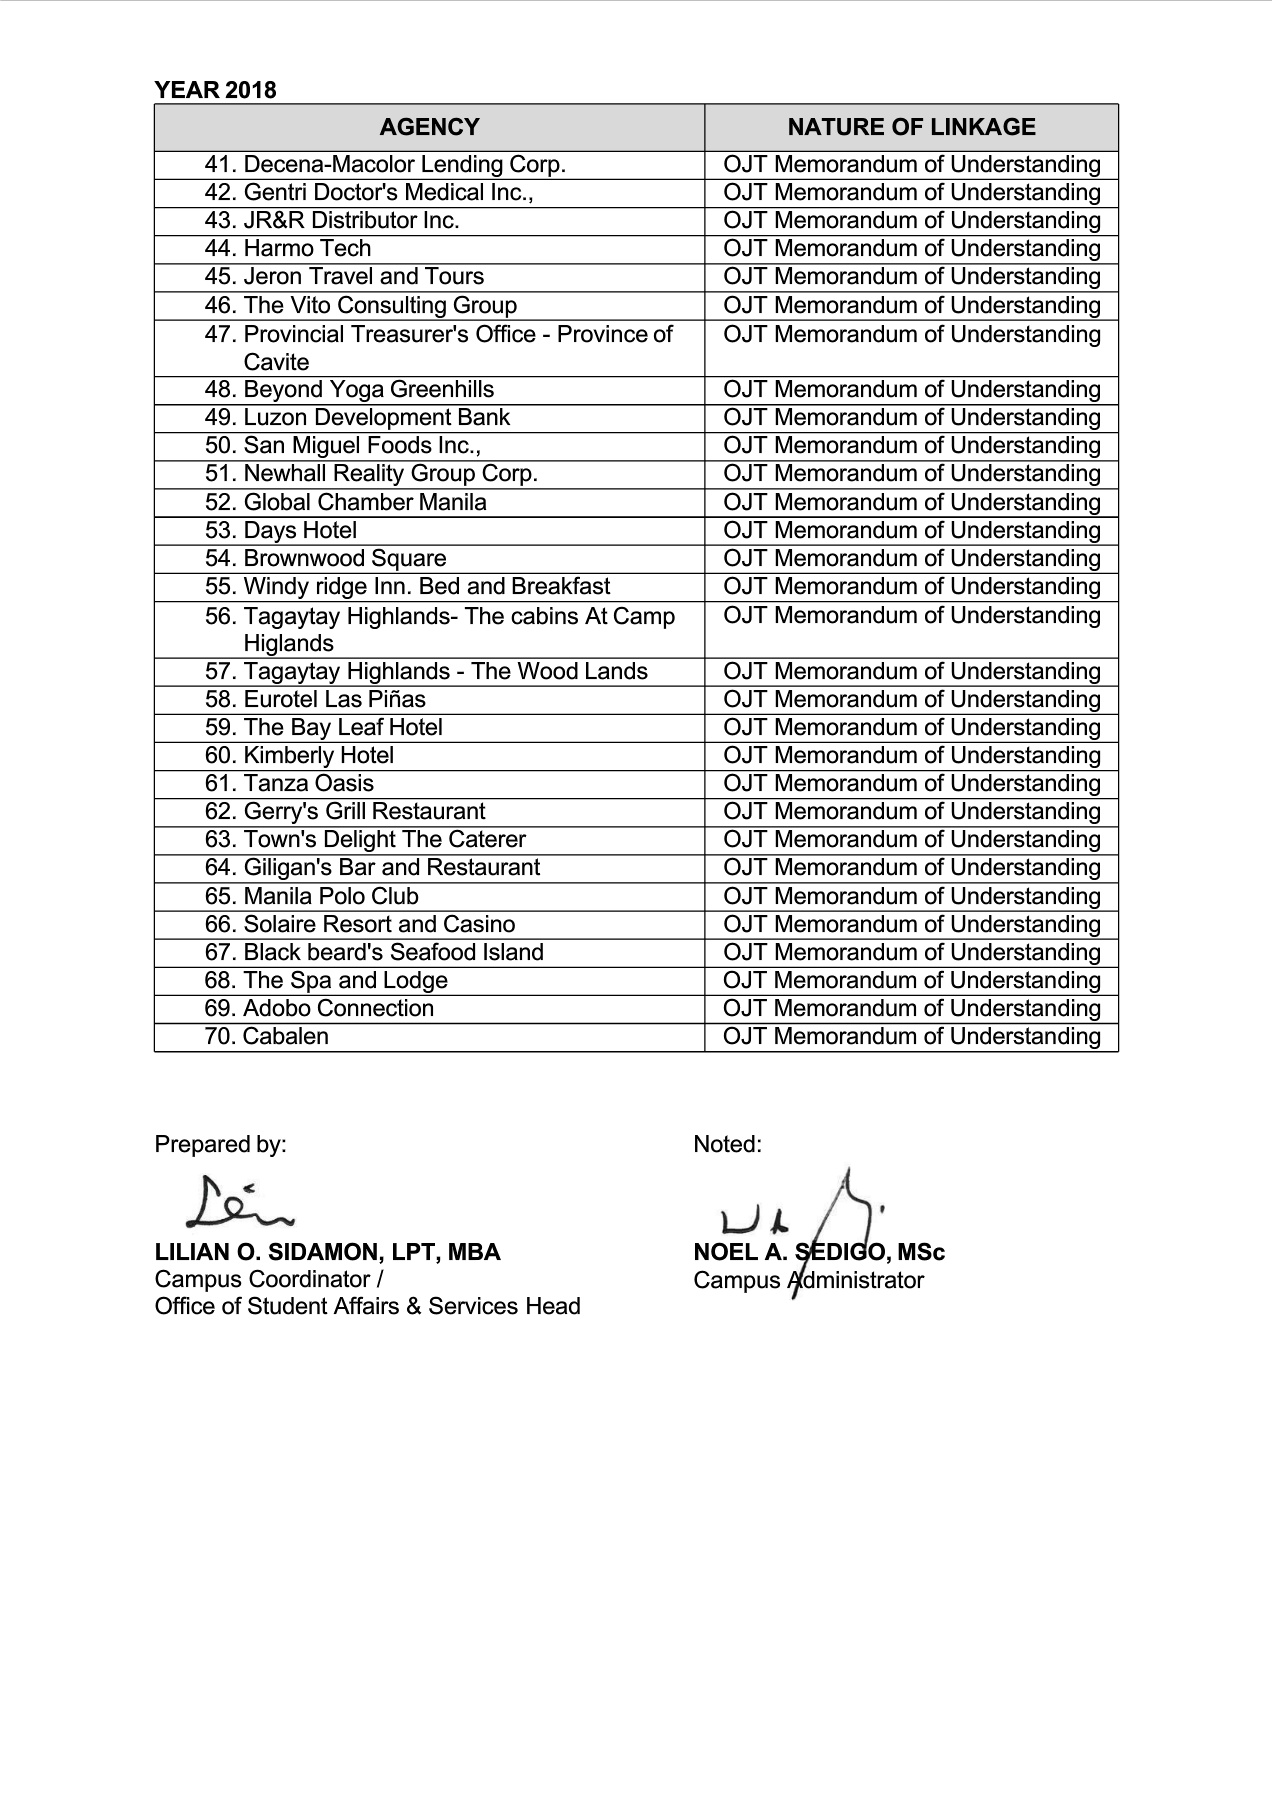 YEAR 2018
AGENCY NATURE OF LINKAGE
41. Decena-Macolor Lending Corp. OJT Memorandum of Understanding
42. Gentri Doctor's Medical Inc., OJT Memorandum of Understanding
43. JR&R Distributor Inc. OJT Memorandum of Understanding
44. Harmo Tech OJT Memorandum of Understanding
45. Jeron Travel and Tours OJT Memorandum of Understanding
46. The Vito Consulting Group OJT Memorandum of Understanding
47. Provincial Treasurer's Office - Province of OJT Memorandum of Understanding
Cavite
48. Beyond Yoga Greenhills OJT Memorandum of Understanding
49. Luzon Development Bank OJT Memorandum of Understanding
50. San Miguel Foods Inc., OJT Memorandum of Understanding
51. Newhall Reality Group Corp. OJT Memorandum of Understanding
52. Global Chamber Manila OJT Memorandum of Understanding
53. Days Hotel OJT Memorandum of Understanding
54. Brownwood Square OJT Memorandum of Understanding
55. Windy ridge Inn. Bed and Breakfast OJT Memorandum of Understanding
56. Tagaytay Highlands- The cabins At Camp OJT Memorandum of Understanding
Higlands
57. Tagaytay Highlands - The Wood Lands OJT Memorandum of Understanding
58. Eurotel Las Piñas OJT Memorandum of Understanding
59. The Bay Leaf Hotel OJT Memorandum of Understanding
60. Kimberly Hotel OJT Memorandum of Understanding
61. Tanza Oasis OJT Memorandum of Understanding
62. Gerry's Grill Restaurant OJT Memorandum of Understanding
63. Town's Delight The Caterer OJT Memorandum of Understanding
64. Giligan's Bar and Restaurant OJT Memorandum of Understanding
65. Manila Polo Club OJT Memorandum of Understanding
66. Solaire Resort and Casino OJT Memorandum of Understanding
67. Black beard's Seafood Island OJT Memorandum of Understanding
68. The Spa and Lodge OJT Memorandum of Understanding
69. Adobo Connection OJT Memorandum of Understanding
70. Cabalen OJT Memorandum of Understanding
Prepared by: Noted:
LILIAN O. SIDAMON, LPT, MBA NOEL A. SEDIGO, MSc
Campus Coordinator / Campus Administrator
Office of Student Affairs & Services Head